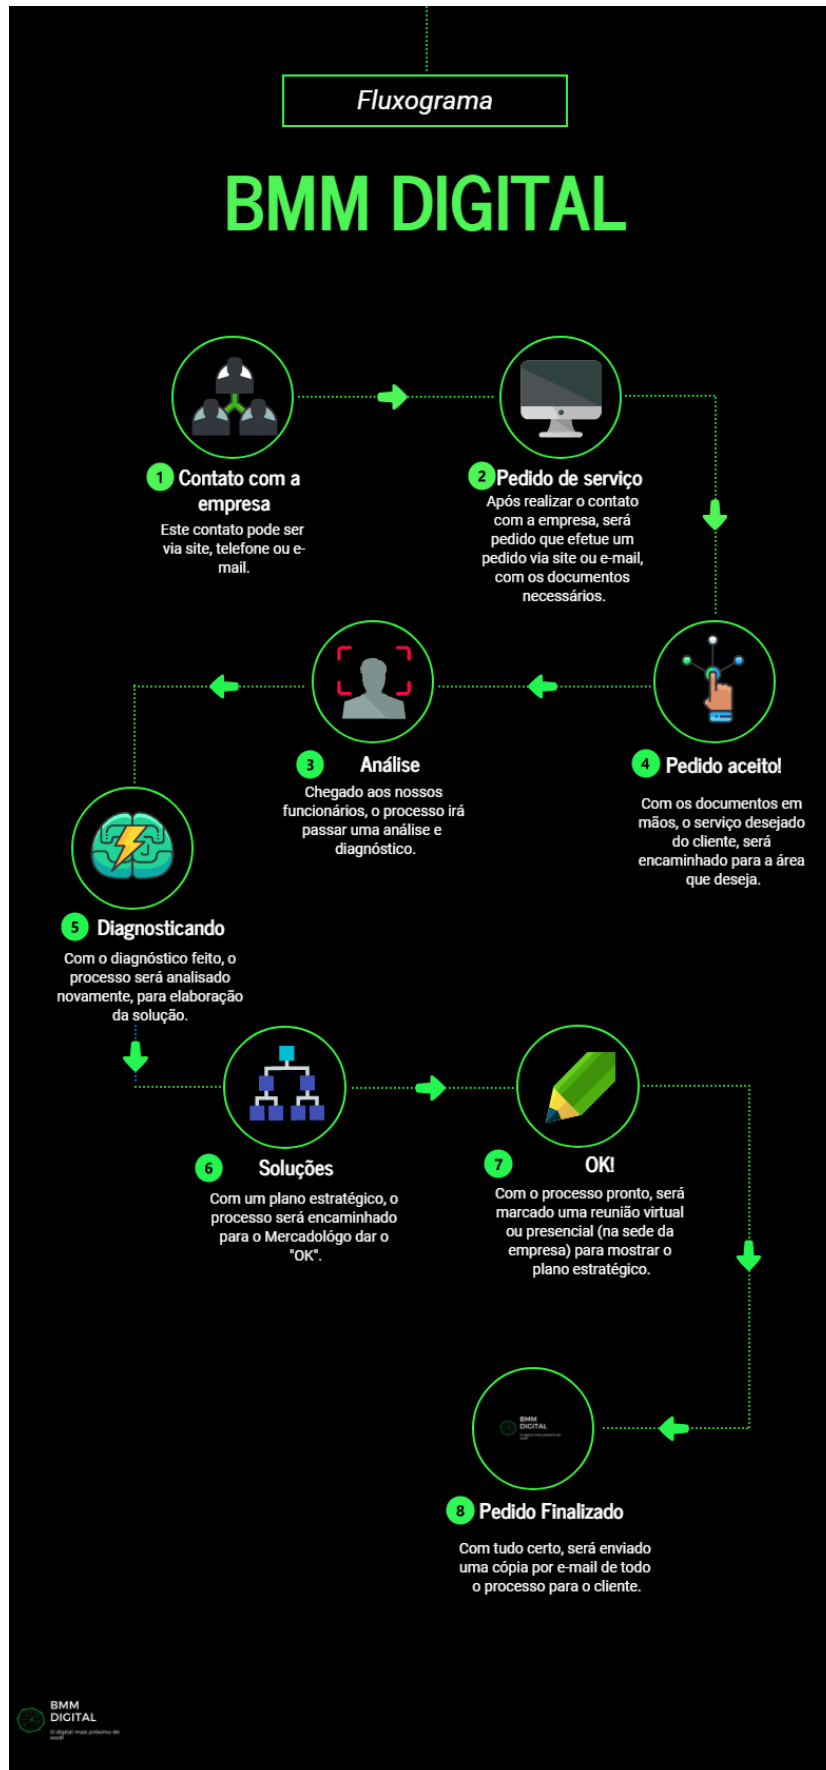 Fluxograma
BMM DIGITAL
1 Contato com a
empresa
Este contato pode ser
via site, telefone ou e-
mail.
2 Pedido de serviço
Após realizar o contato
com a empresa, será
pedido que efetue um
pedido via site ou e-mail,
com os documentos
necessários.
3 Análise
Chegado aos nossos
funcionários, o processo irá
passar uma análise e
diagnóstico.
4 Pedido aceito!
Com os documentos em
mãos, o serviço desejado
do cliente, será
encaminhado para a área
que deseja.
5 Diagnosticando
Com o diagnóstico feito, o
processo será analisado
novamente, para elaboração
da solução.
6 Soluções
Com um plano estratégico, o
processo será encaminhado
para o Mercadológo dar o
"OK".
7 OK!
Com o processo pronto, será
marcado uma reunião virtual
ou presencial (na sede da
empresa) para mostrar o
plano estratégico.
BMM
DIGITAL
8 Pedido Finalizado
Com tudo certo, será enviado
uma cópia por e-mail de todo
o processo para o cliente.
BMM
DIGITAL
O digital mais próximo de
você!